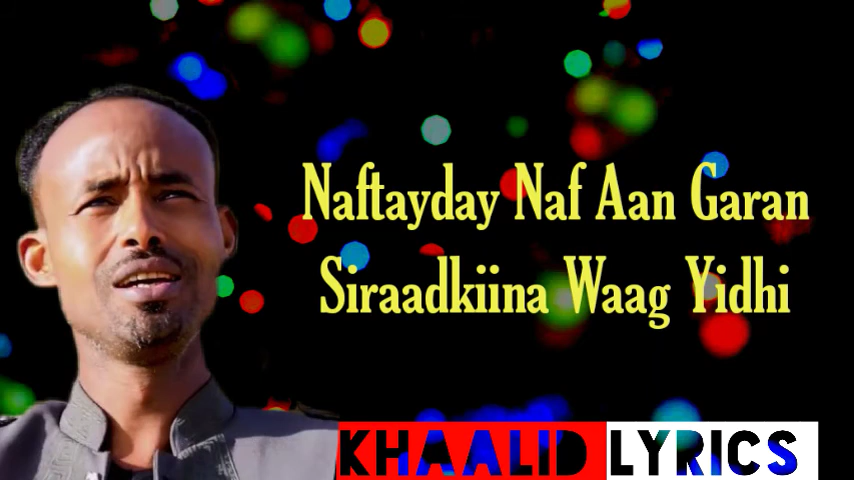 Naftayday Naf Aan Garan
Siraadkiina Waag Yidhi
KHAALID LYRICS